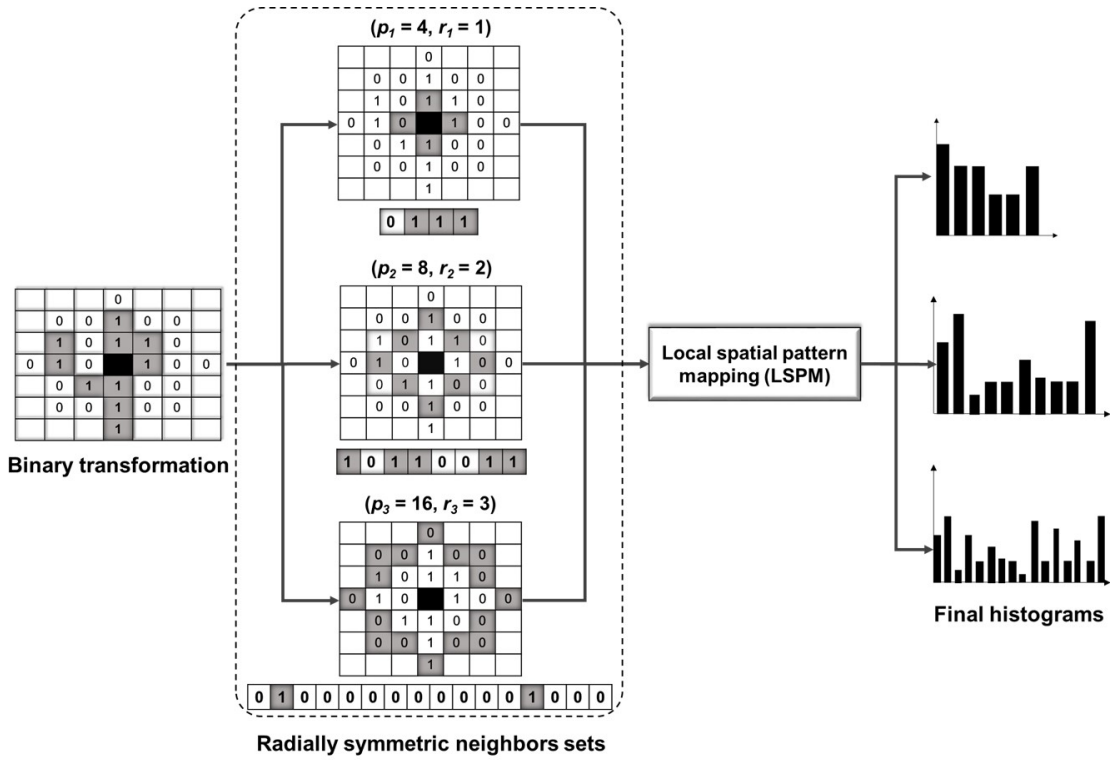 (p1 = 4, r1 = 1)
0
0 0 1 0 0
1 0 1 1 0
0 1 0 1 0 0
0 1 1 0 0
0 0 1 0 0
1
0 1 1 1
(p2 = 8, r2 = 2)
0
0 0 1 0 0
1 0 1 1 0
0 1 0 1 0 0
0 1 1 0 0
0 0 1 0 0
1
1 0 1 1 0 0 1 1
(p3 = 16, r3 = 3)
0
0 0 1 0 0
1 0 1 1 0
0 1 0 1 0 0
0 1 1 0 0
0 0 1 0 0
1
0 1 0 0 0 0 0 0 0 0 0 0 1 0 0 0
Radially symmetric neighbors sets
0
0 0 1 0 0
1 0 1 1 0
0 1 0 1 0 0
0 1 1 0 0
0 0 1 0 0
1
Binary transformation
Local spatial pattern
mapping (LSPM)
Final histograms